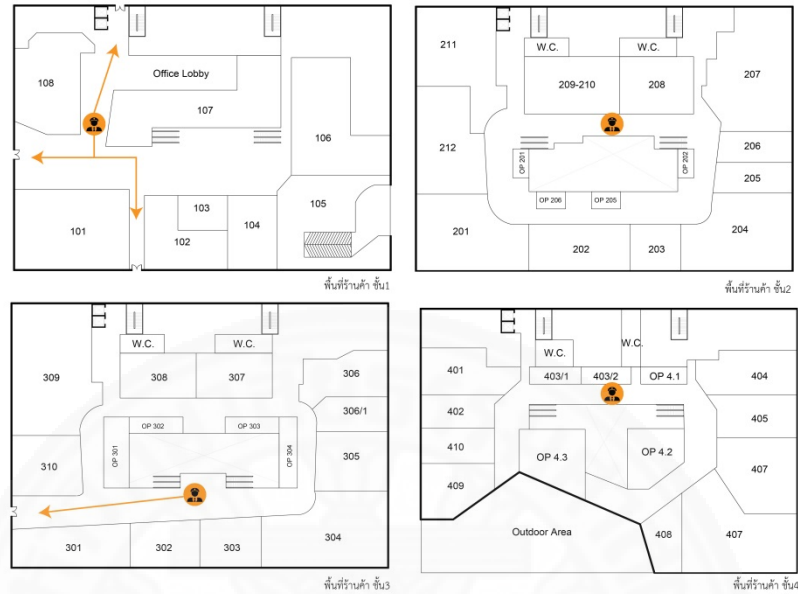 108
Office Lobby
107
106
101
102
103
104
105
พื้นที่ร้านค้า ชั้น1
211
W.C.
W.C.
207
209-210
208
212
206
205
OP 201
OP 202
OP 206
OP 205
201
202
203
204
พื้นที่ร้านค้า ชั้น2
309
W.C.
W.C.
308
307
306
306/1
OP 301
OP 302
OP 303
OP 304
310
305
301
302
303
304
พื้นที่ร้านค้า ชั้น3
401
W.C.
W.C.
403/1
403/2
OP 4.1
404
402
405
410
OP 4.3
OP 4.2
407
409
Outdoor Area
408
407
พื้นที่ร้านค้า ชั้น4